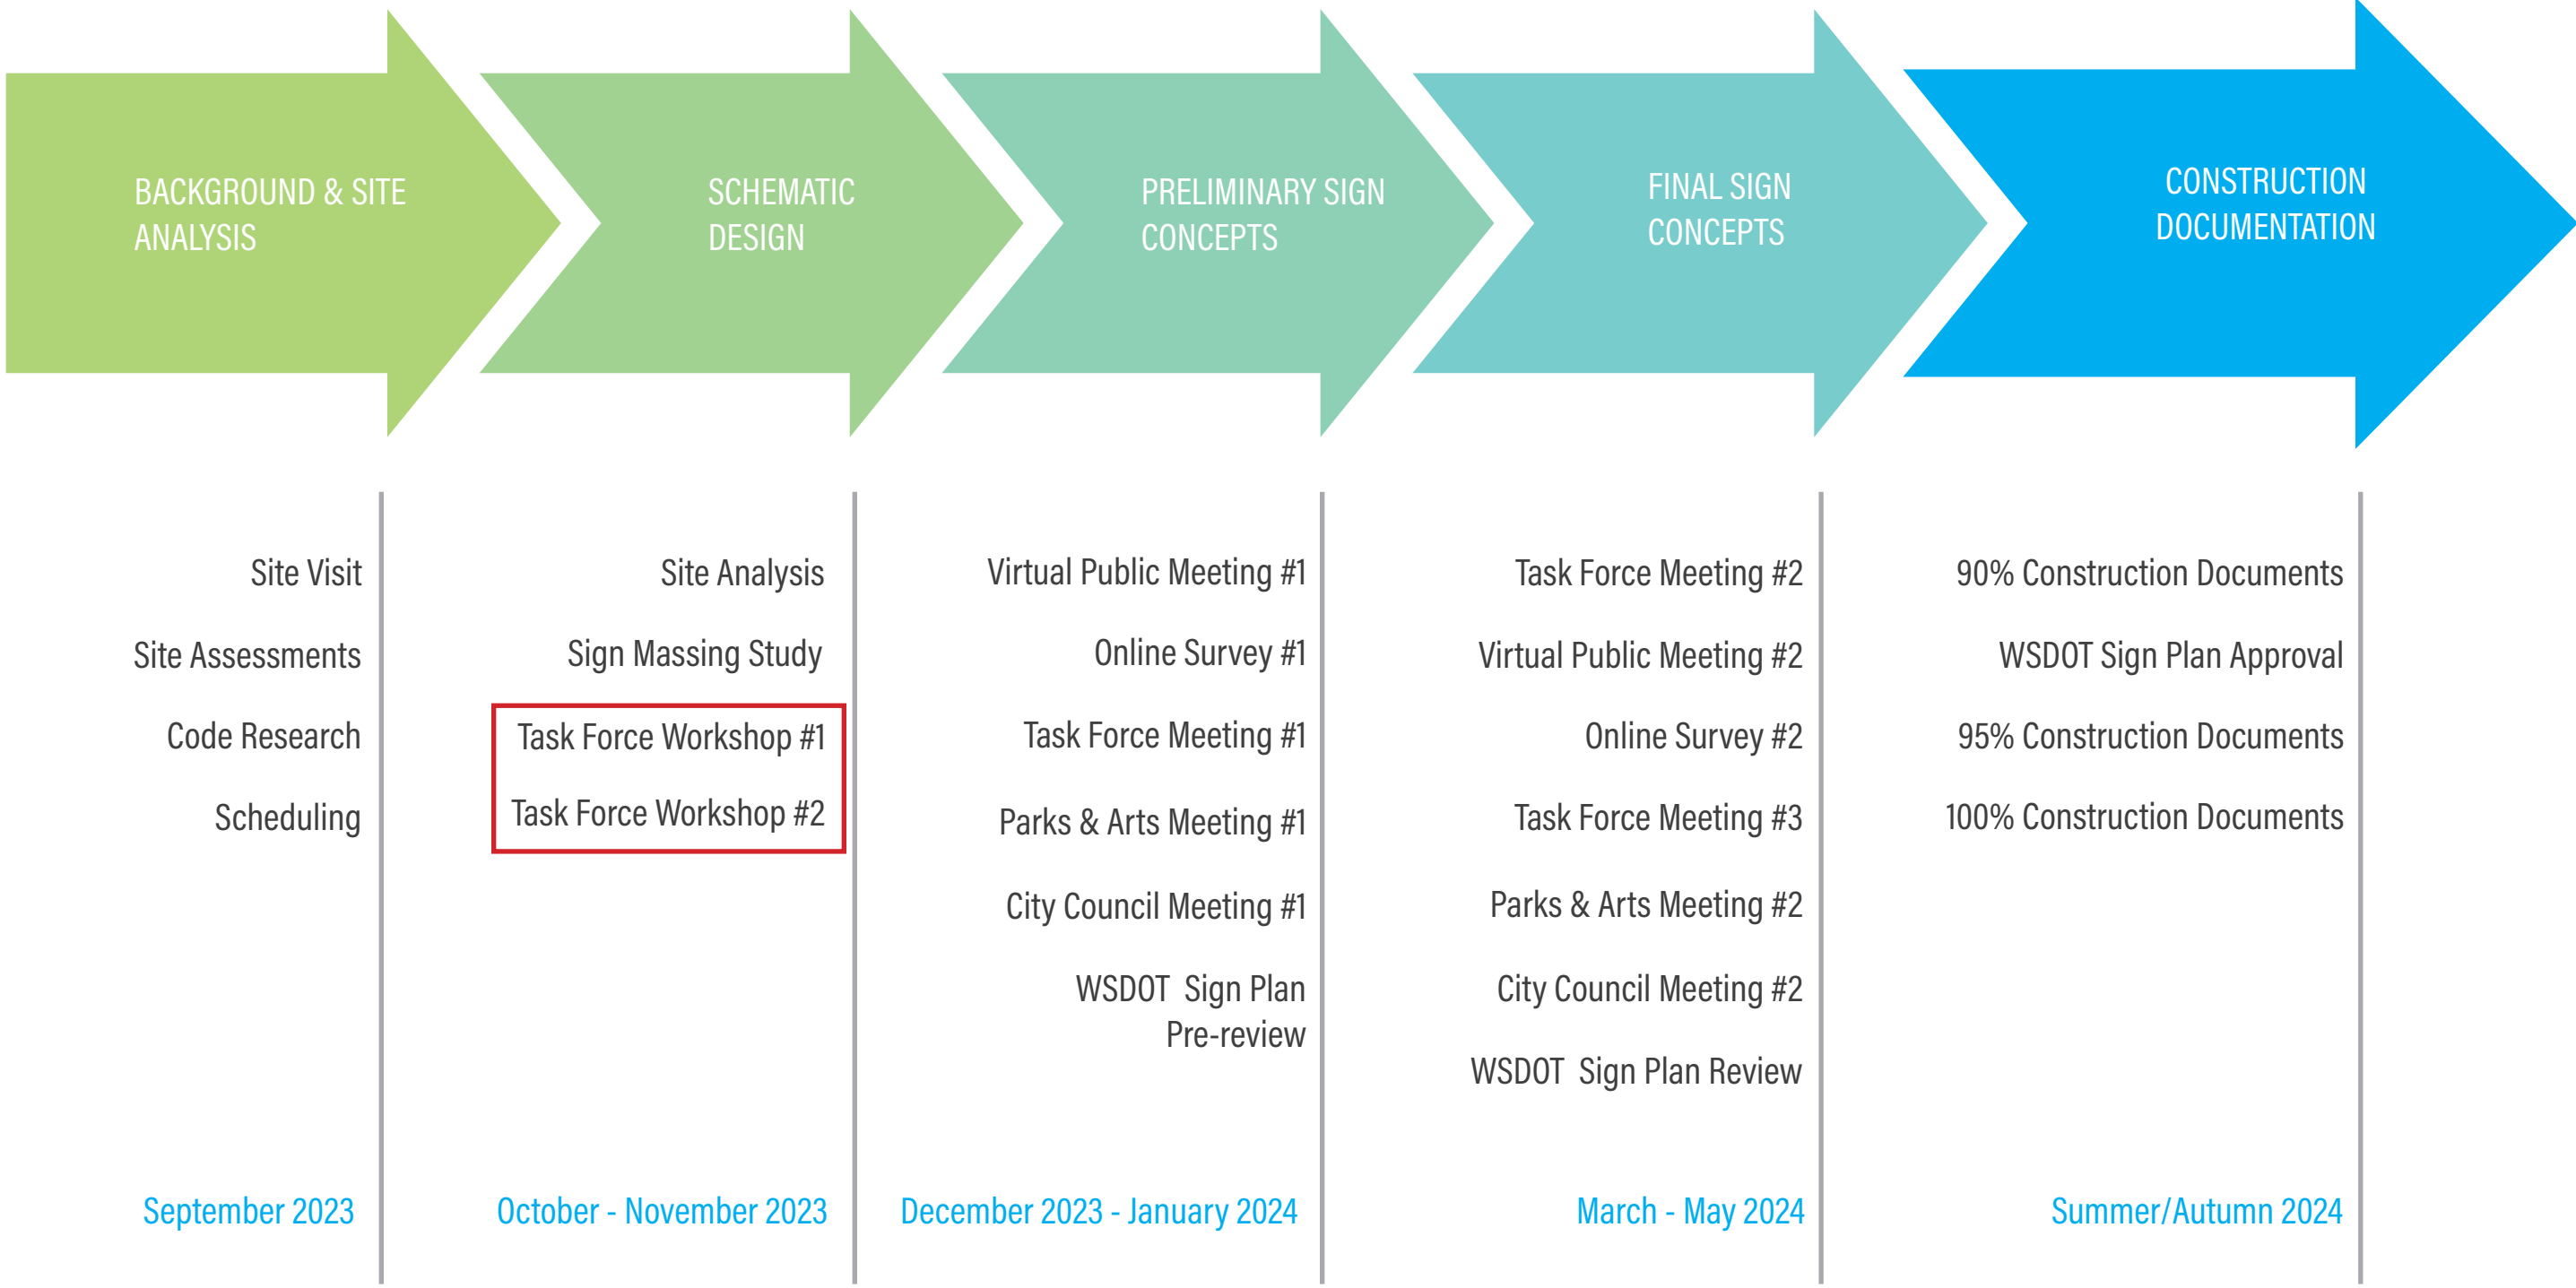 BACKGROUND & SITE
ANALYSIS
SCHEMATIC
DESIGN
PRELIMINARY SIGN
CONCEPTS
FINAL SIGN
CONCEPTS
CONSTRUCTION
DOCUMENTATION
Site Visit
Site Assessments
Code Research
Scheduling
September 2023
Site Analysis
Sign Massing Study
Task Force Workshop #1
Task Force Workshop #2
October - November 2023
Virtual Public Meeting #1
Online Survey #1
Task Force Meeting #1
Parks & Arts Meeting #1
City Council Meeting #1
WSDOT Sign Plan
Pre-review
December 2023 - January 2024
Task Force Meeting #2
Virtual Public Meeting #2
Online Survey #2
Task Force Meeting #3
Parks & Arts Meeting #2
City Council Meeting #2
WSDOT Sign Plan Review
March - May 2024
90% Construction Documents
WSDOT Sign Plan Approval
95% Construction Documents
100% Construction Documents
Summer/Autumn 2024